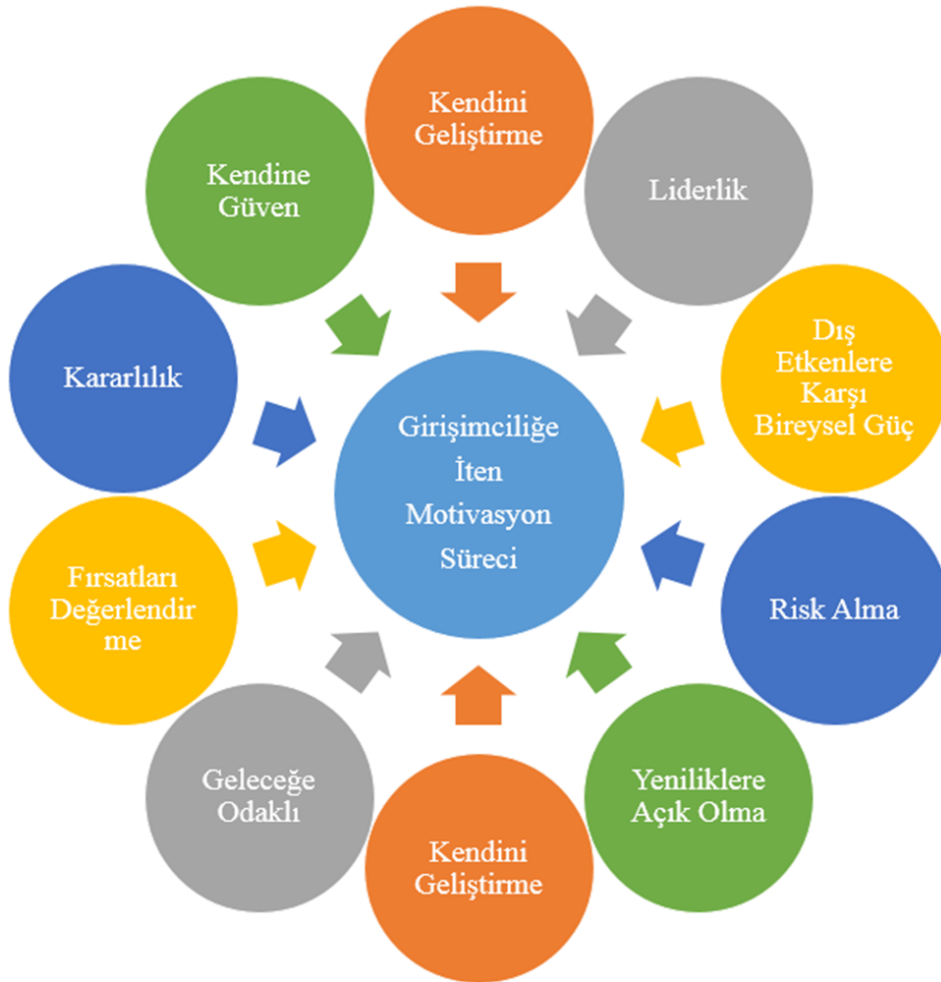 Kendini
Geliştirme
Liderlik
Dış
Etkenlere
Karşı
Bireysel Güç
Risk Alma
Yeniliklere
Açık Olma
Kendini
Geliştirme
Geleceğe
Odaklı
Fırsatları
Değerlendir
me
Kararlılık
Kendine
Güven
Girişimciliğe
İten
Motivasyon
Süreci